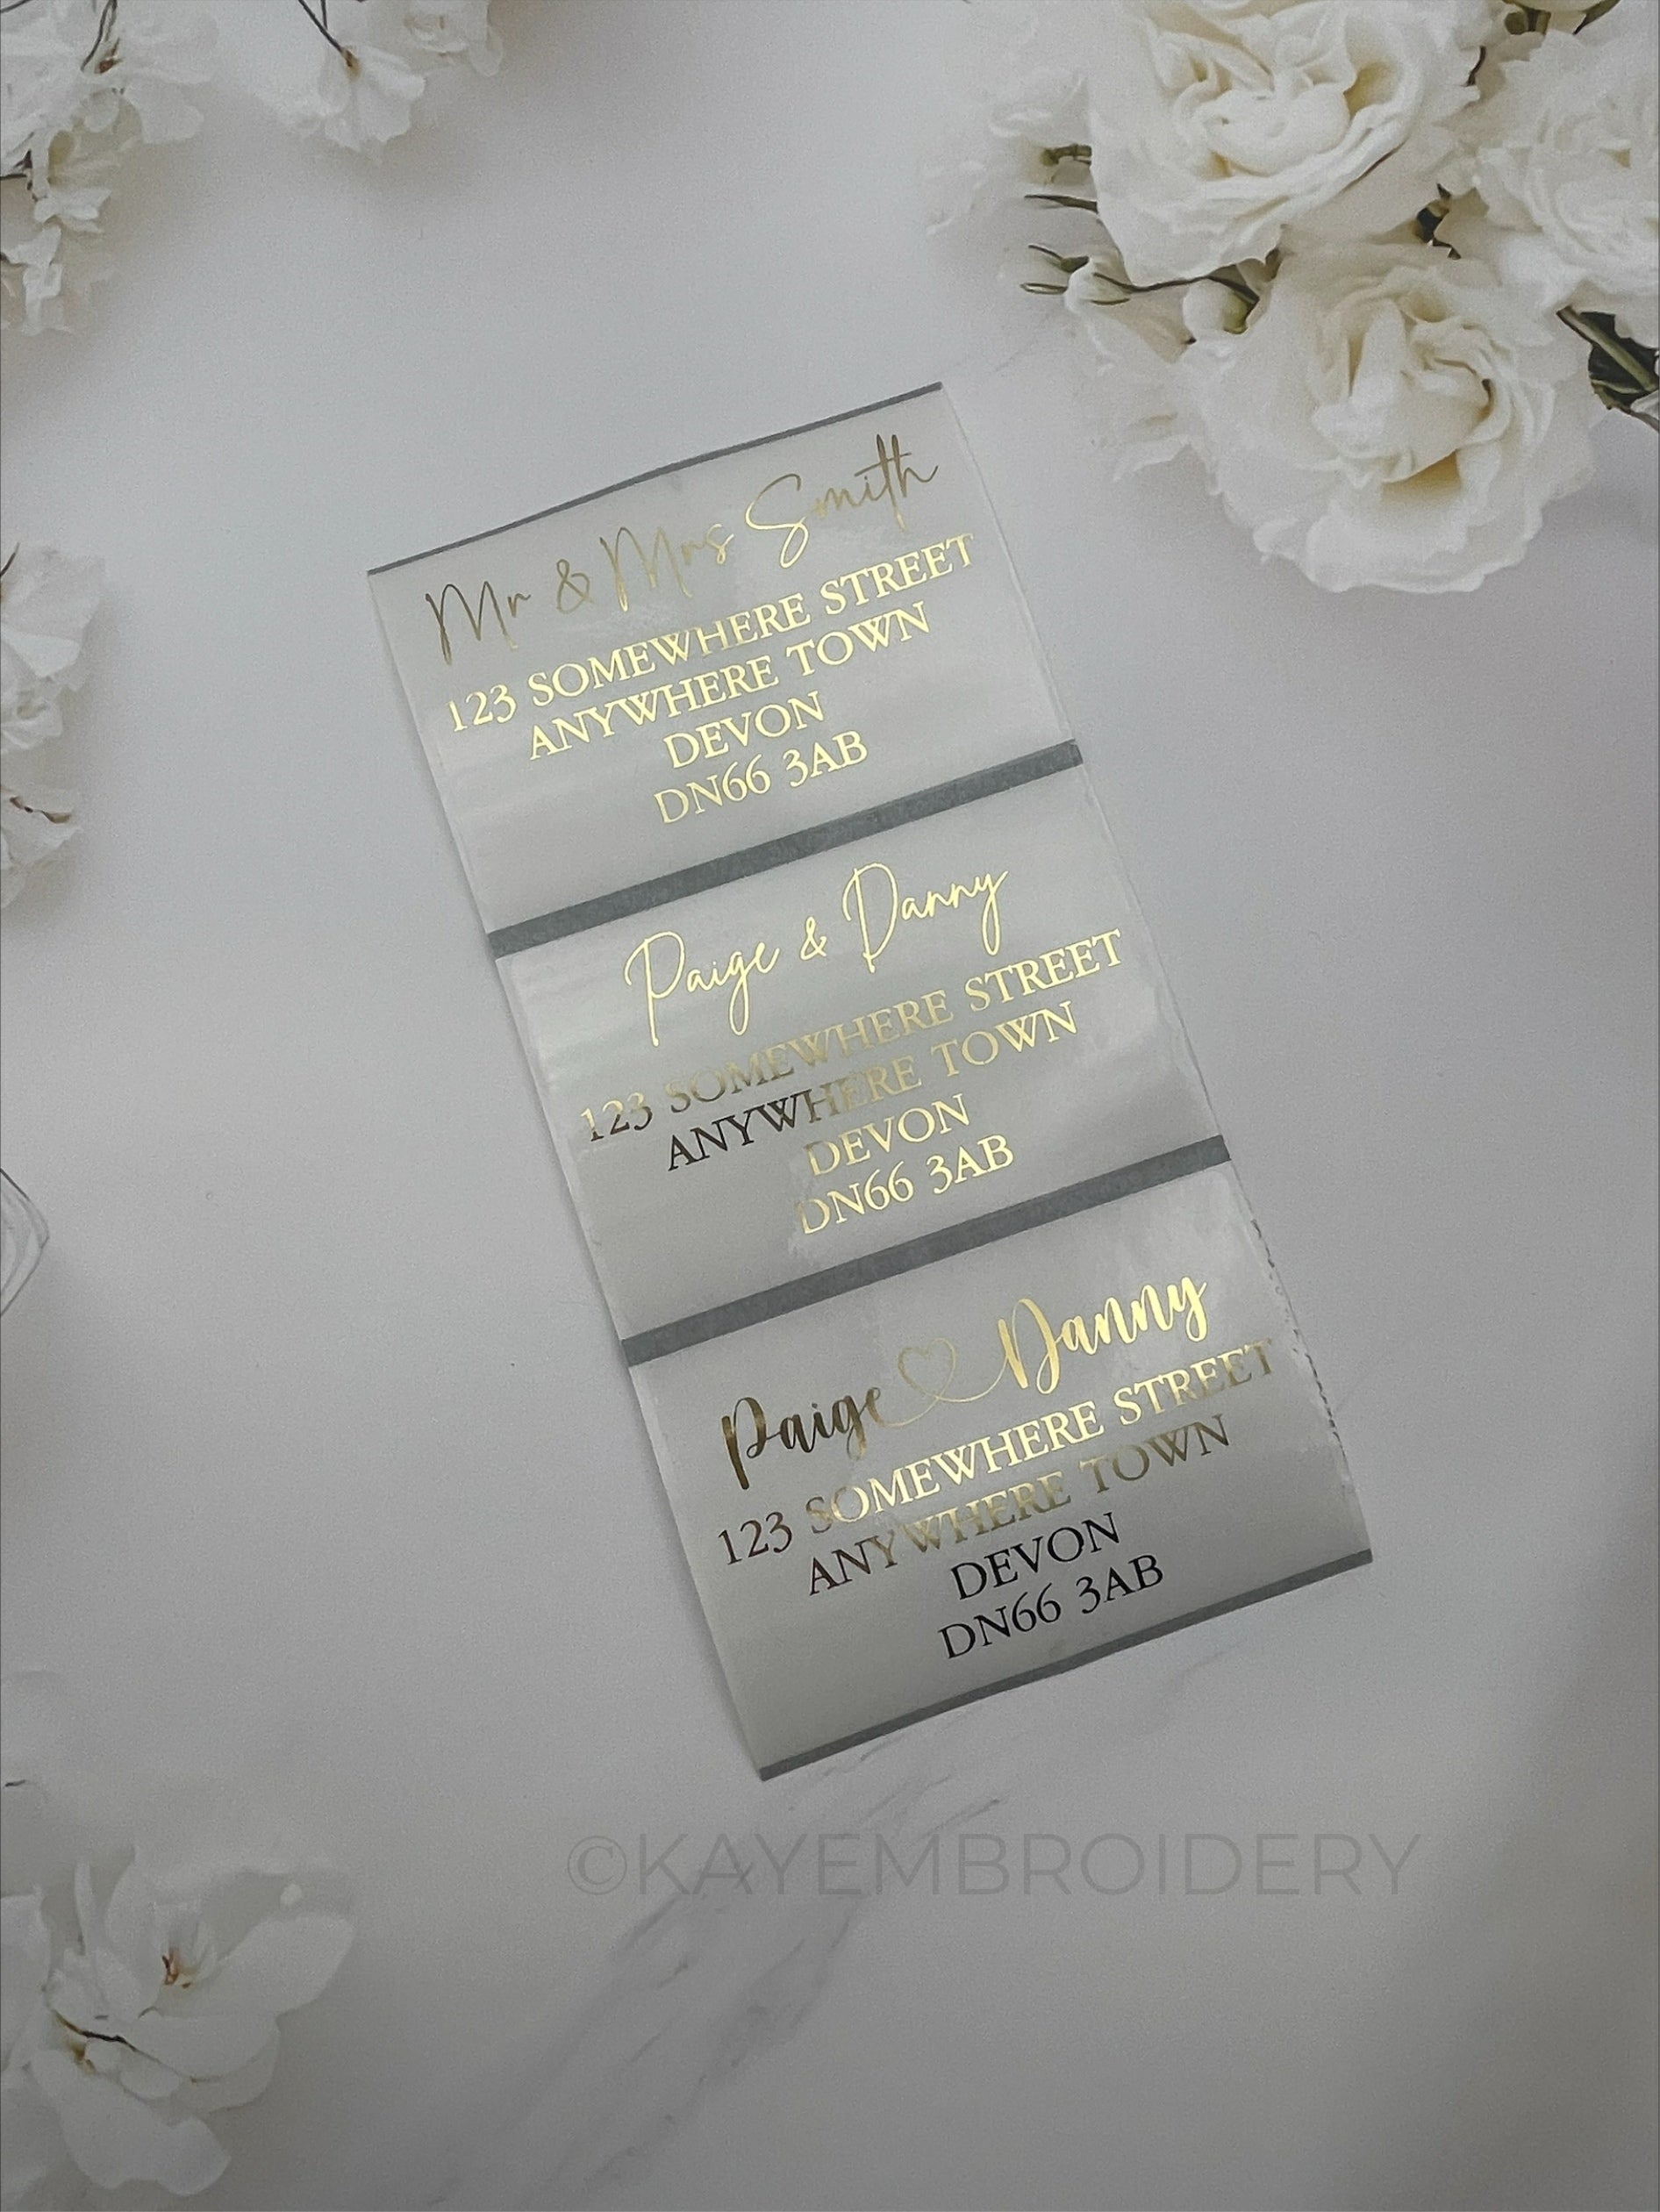 Mr & Mrs Smith
123 SOMEWHERE STREET
ANYWHERE TOWN
DEVON
DN66 3AB
Paige & Danny
123 SOMEWHERE STREET
ANYWHERE TOWN
DEVON
DN66 3AB
Paige Danny
123 SOMEWHERE STREET
ANYWHERE TOWN
DEVON
DN66 3AB
©KAYEMBROIDERY